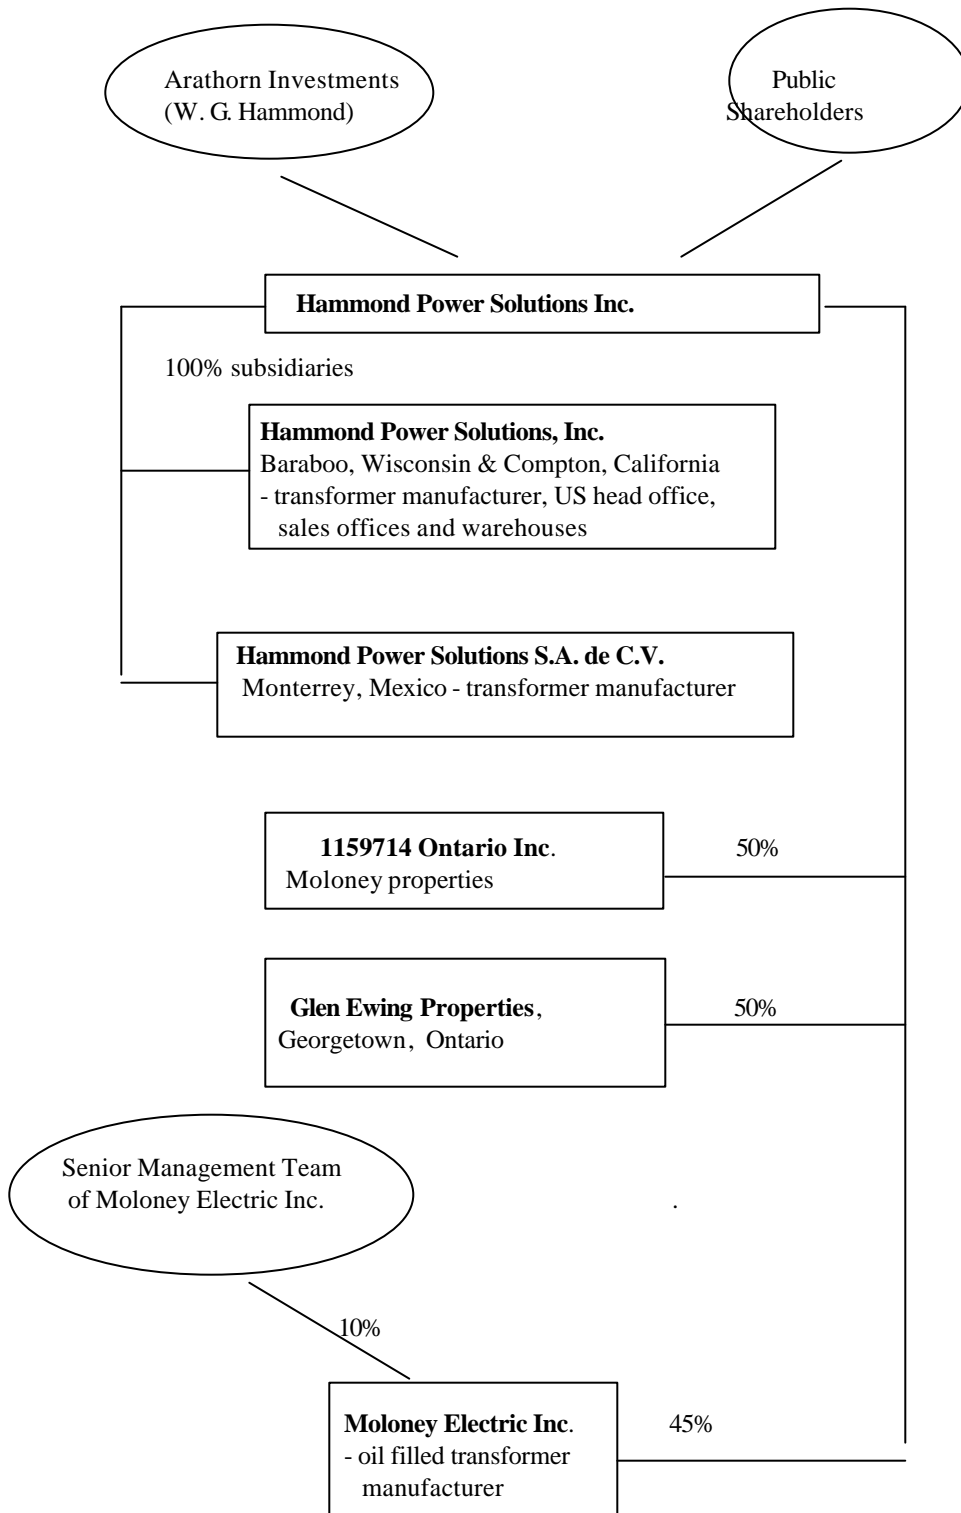 Arathorn Investments
(W. G. Hammond)
Public
Shareholders
Hammond Power Solutions Inc.
100% subsidiaries
Hammond Power Solutions, Inc.
Baraboo, Wisconsin & Compton, California
- transformer manufacturer, US head office,
sales offices and warehouses
Hammond Power Solutions S.A. de C.V.
Monterrey, Mexico - transformer manufacturer
1159714 Ontario Inc.
Moloney properties
50%
Glen Ewing Properties,
Georgetown, Ontario
50%
Senior Management Team
of Moloney Electric Inc.
.
10%
Moloney Electric Inc.
- oil filled transformer
manufacturer
45%